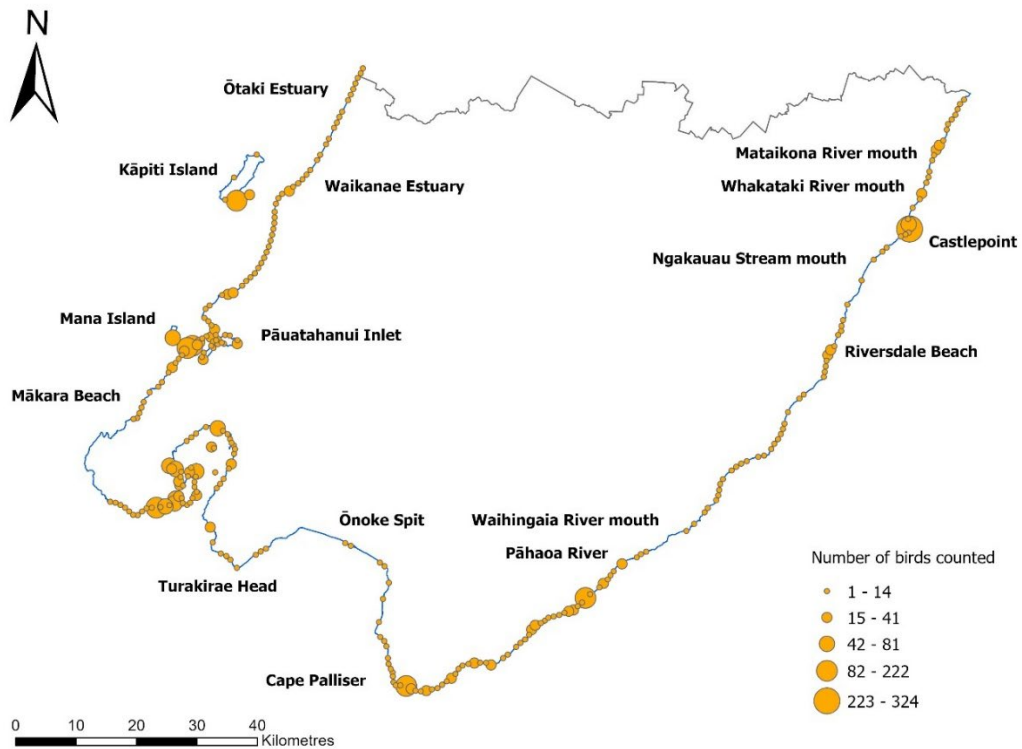 N
Ōtaki Estuary
Kāpiti Island
Waikanae Estuary
Mataikona River mouth
Whakataki River mouth
Castlepoint
Ngakauau Stream mouth
Mana Island
Pāuatahanui Inlet
Riversdale Beach
Mākara Beach
Ōnoke Spit
Waihingaia River mouth
Pāhaoa River
Turakirae Head
Cape Palliser
Number of birds counted
1 - 14
15 - 41
42 - 81
82 - 222
223 - 324
0 10 20 30 40
Kilometres